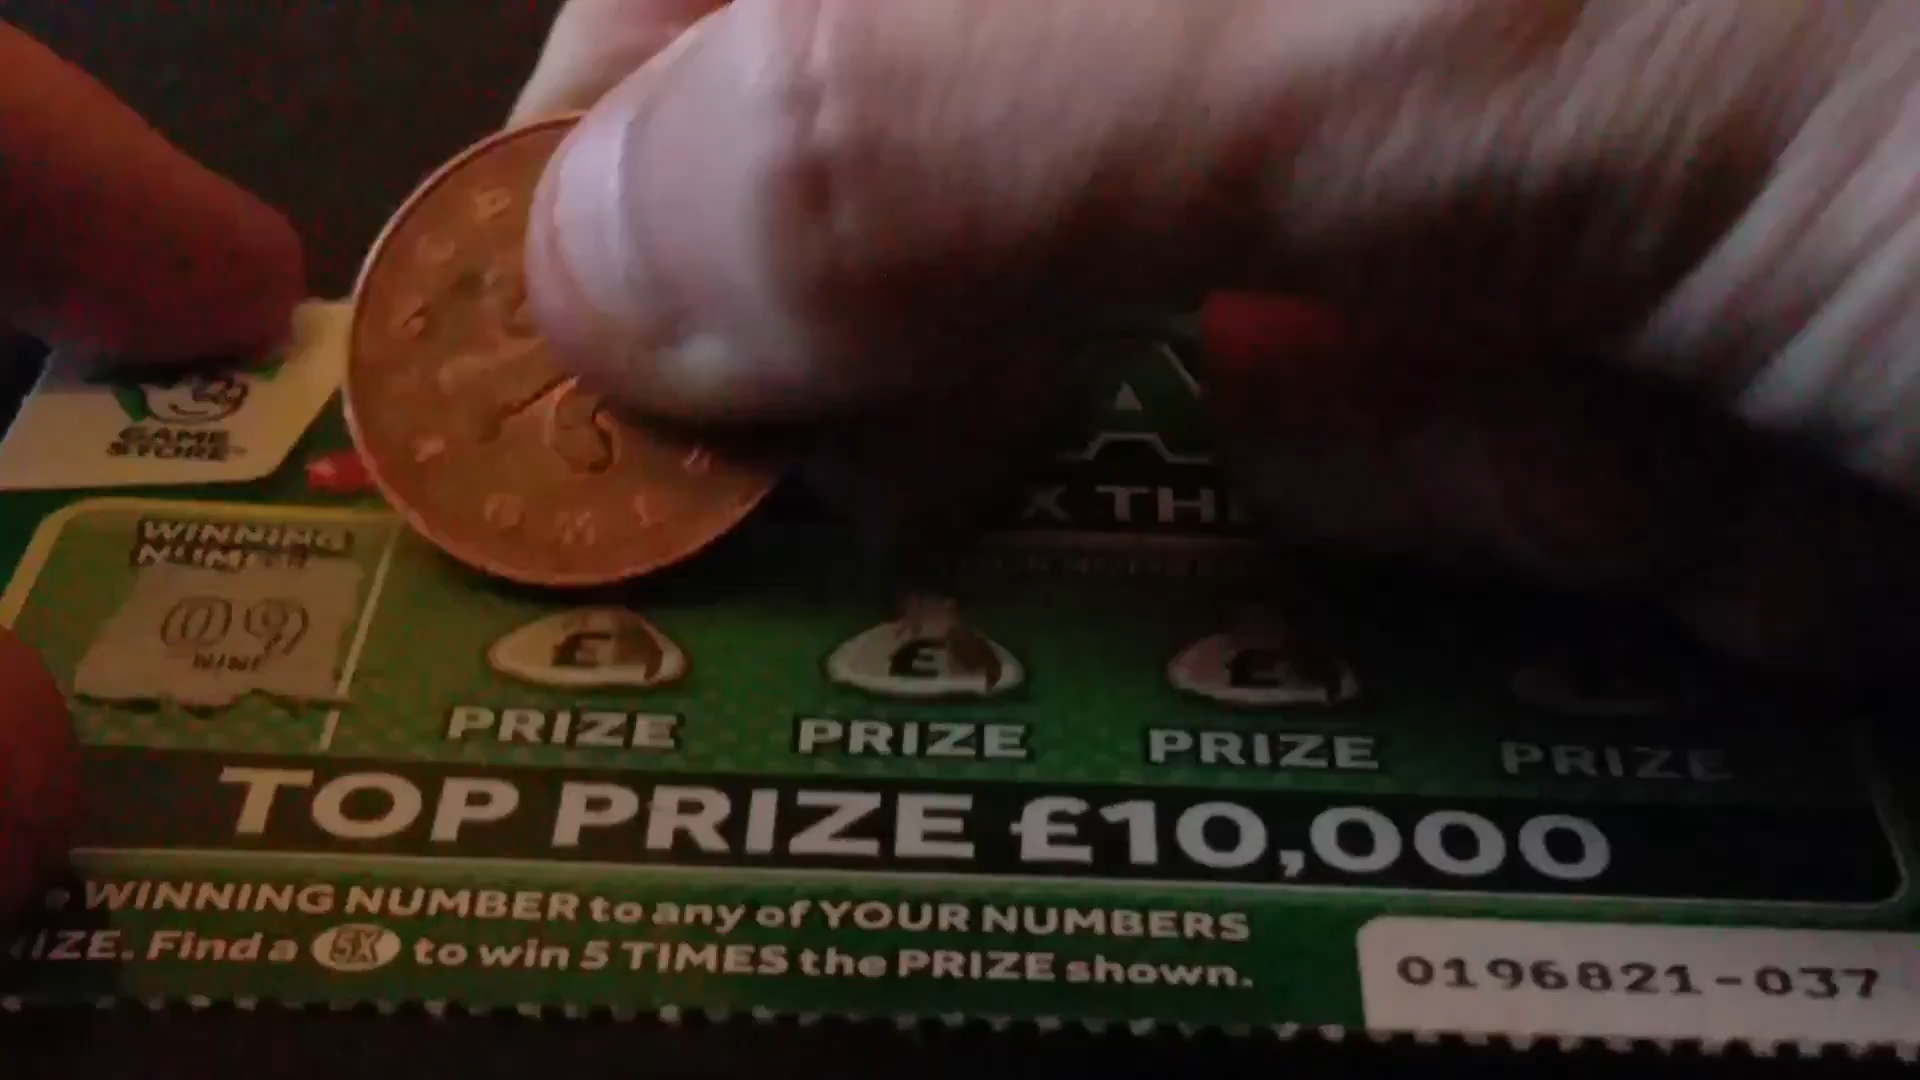 GAME
STORE
WINNING
NUMBER
09
NINE
X THE
£ £ £
PRIZE PRIZE PRIZE PRIZE
TOP PRIZE £10,000
WINNING NUMBER to any of YOUR NUMBERS
IZE. Find a 5X to win 5 TIMES the PRIZE shown.
0196821-037